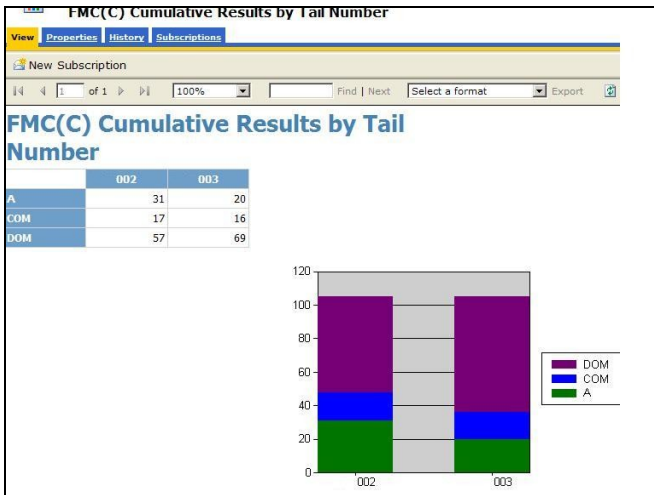 FMC(C) Cumulative Results by Tail Number
View Properties History Subscriptions
New Subscription
1 of 1 100% Find | Next Select a format Export
FMC(C) Cumulative Results by Tail
Number
002 003
A 31 20
COM 17 16
DOM 57 69
120
100
80
60
40
20
0
DOM
COM
A
002 003